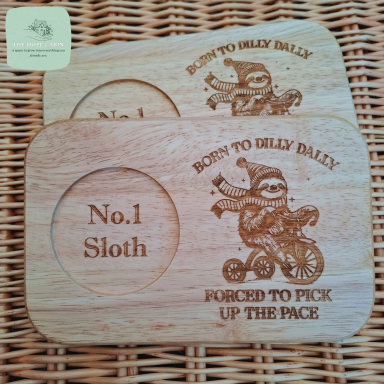 BORN TO DILLY DALLY
No.1
BORN TO DILLY DALLY
No.1
Sloth
FORCED TO PICK
UP THE PACE